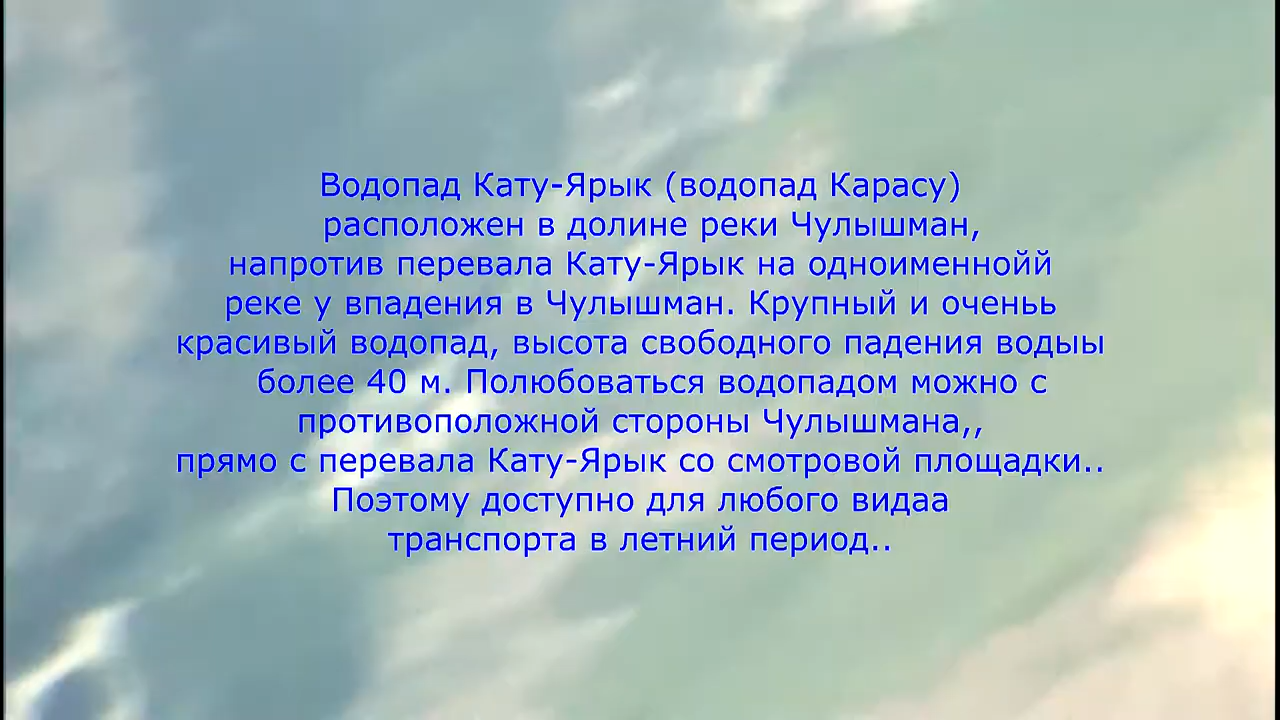 Водопад Кату-Ярык (водопад Карасу)
расположен в долине реки Чулышман,
напротив перевала Кату-Ярык на одноименнойй
реке у впадения в Чулышман. Крупный и оченьь
красивый водопад, высота свободного падения водыы
более 40 м. Полюбоваться водопадом можно с
противоположной стороны Чулышмана,,
прямо с перевала Кату-Ярык со смотровой площадки..
Поэтому доступно для любого видаа
транспорта в летний период..